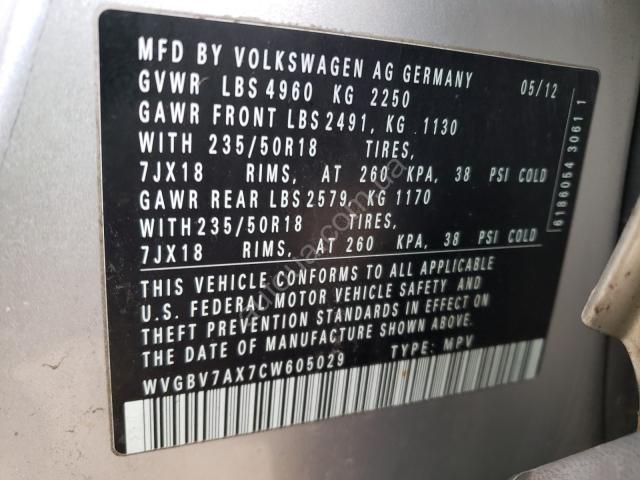 MFD BY VOLKSWAGEN AG GERMANY 05/12
GVWR LBS 4960 KG 2250
GAWR FRONT LBS 2491, KG 1130
WITH 235/50R18 TIRES,
7JX18 RIMS, AT 260 KPA, 38 PSI COLD
GAWR REAR LBS 2579, KG 1170
WITH 235/50R18 TIRES,
7JX18 RIMS, AT 260 KPA, 38 PSI COLD
THIS VEHICLE CONFORMS TO ALL APPLICABLE
U.S. FEDERAL MOTOR VEHICLE SAFETY AND
THEFT PREVENTION STANDARDS IN EFFECT ON
THE DATE OF MANUFACTURE SHOWN ABOVE.
WVGBV7AX7CW605029 TYPE: MPV
6186054 3061 1